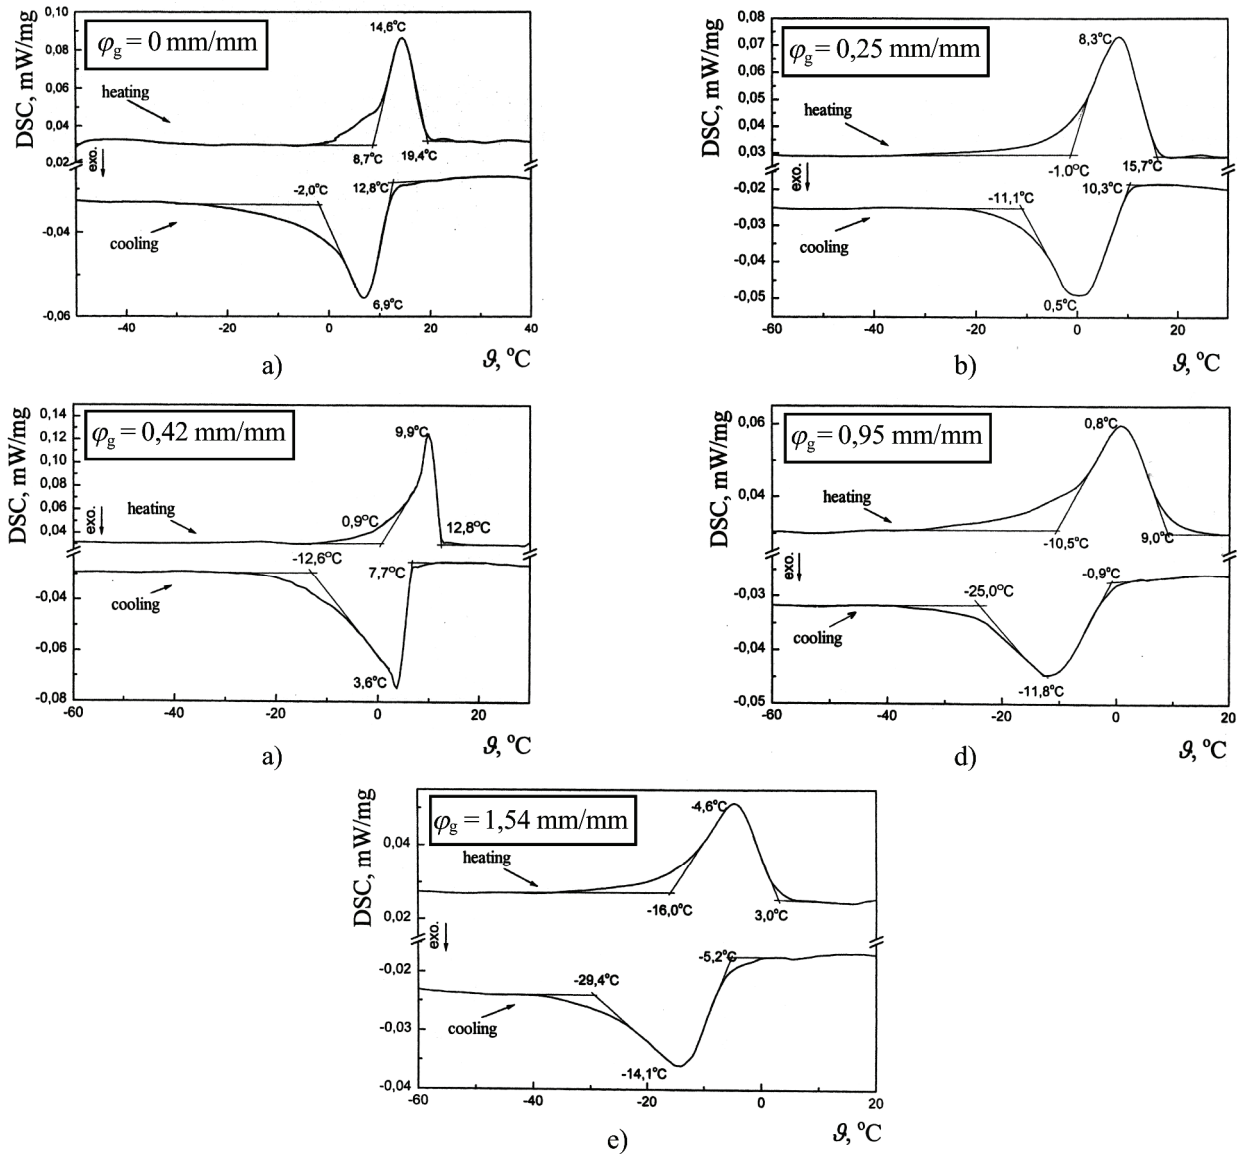 φg = 0 mm/mm
DSC, mW/mg
0,10
0,08
0,06
0,04
0,02
-0,04
-0,06
14,6°C
heating
8,7°C
19,4°C
exo.
-2,0°C
12,8°C
cooling
6,9°C
-40
-20
0
20
40
ϑ, °C
a)
φg = 0,25 mm/mm
DSC, mW/mg
0,08
0,07
0,06
0,05
0,04
0,03
-0,02
-0,03
-0,04
-0,05
8,3°C
heating
-1.0°C
15,7°C
exo.
-11,1°C
10,3°C
cooling
0,5°C
-60
-40
-20
0
20
ϑ, °C
b)
φg = 0,42 mm/mm
DSC, mW/mg
0,14
0,12
0,10
0,08
0,06
0,04
-0,04
-0,06
-0,08
9,9°C
heating
0,9°C
12,8°C
exo.
-12,6°C
7,7°C
cooling
3,6°C
-60
-40
-20
0
20
ϑ, °C
a)
φg = 0,95 mm/mm
DSC, mW/mg
0,06
0,04
-0,03
-0,04
-0,05
0,8°C
heating
-10,5°C
9,0°C
exo.
-25,0°C
-0,9°C
cooling
-11,8°C
-60
-40
-20
0
20
ϑ, °C
d)
φg = 1,54 mm/mm
DSC, mW/mg
0,04
0,02
-0,02
-0,03
-0,04
-4,6°C
heating
-16,0°C
3,0°C
exo.
-5,2°C
-29,4°C
cooling
-14,1°C
-60
-40
-20
0
20
ϑ, °C
e)